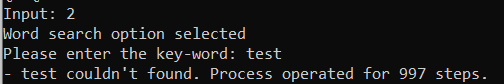 Input: 2
Word search option selected
Please enter the key-word: test
- test couldn't found. Process operated for 997 steps.